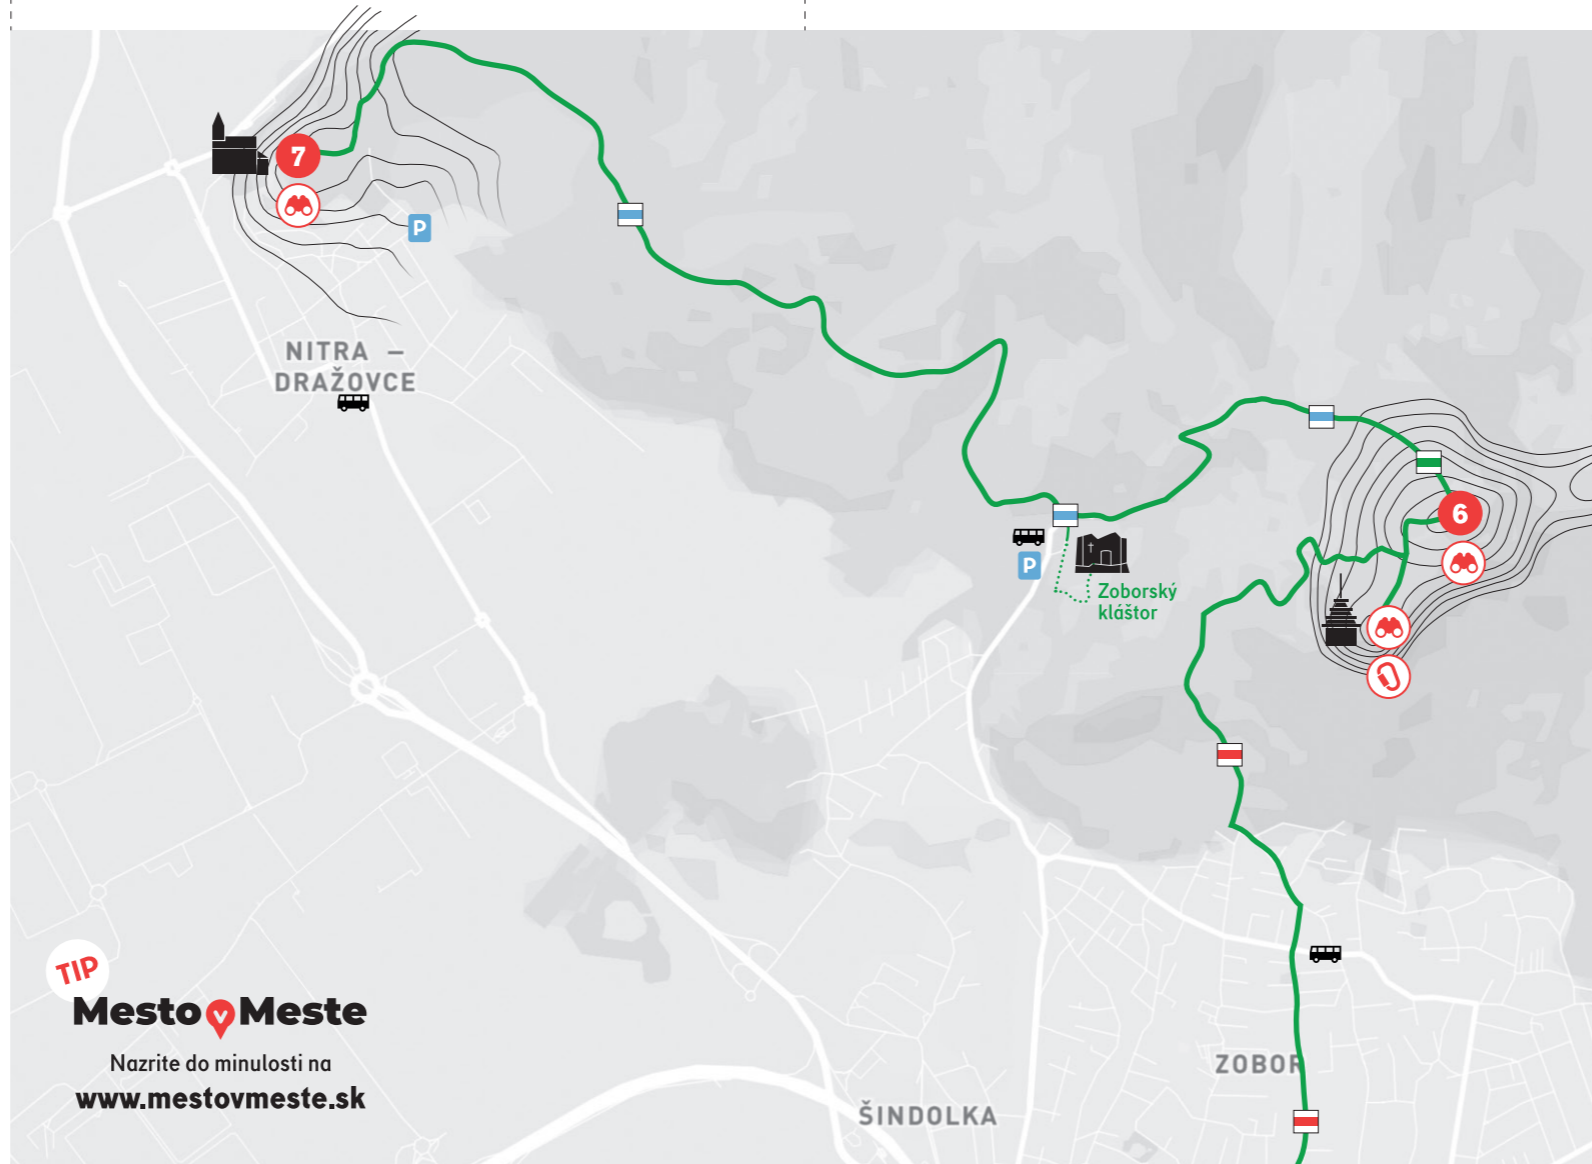 7
P
NITRA –
DRAŽOVCE
6
P
Zoborský
kláštor
TIP
Mesto v Meste
Nazrite do minulosti na
www.mestovmeste.sk
ZOBOR
ŠINDOLKA